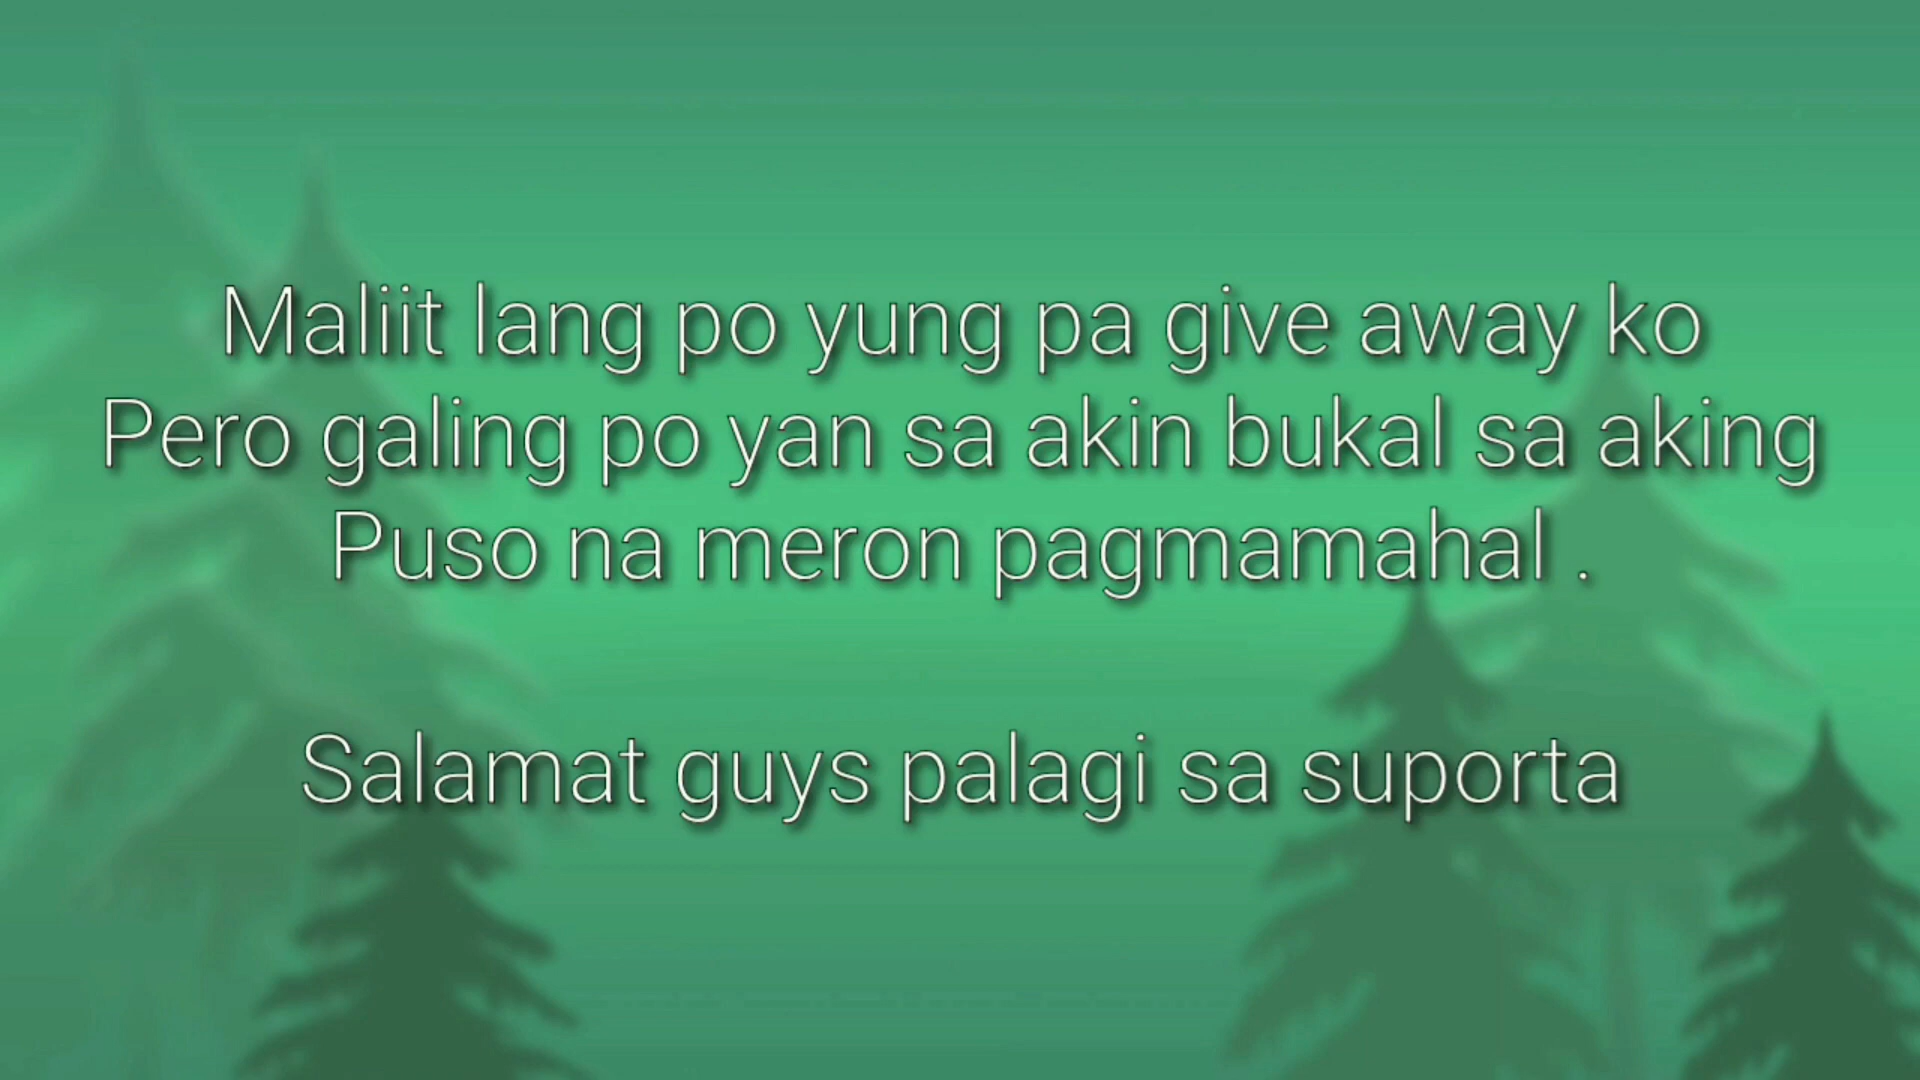 Maliit lang po yung pa give away ko
Pero galing po yan sa akin bukal sa aking
Puso na meron pagmamahal .
Salamat guys palagi sa suporta